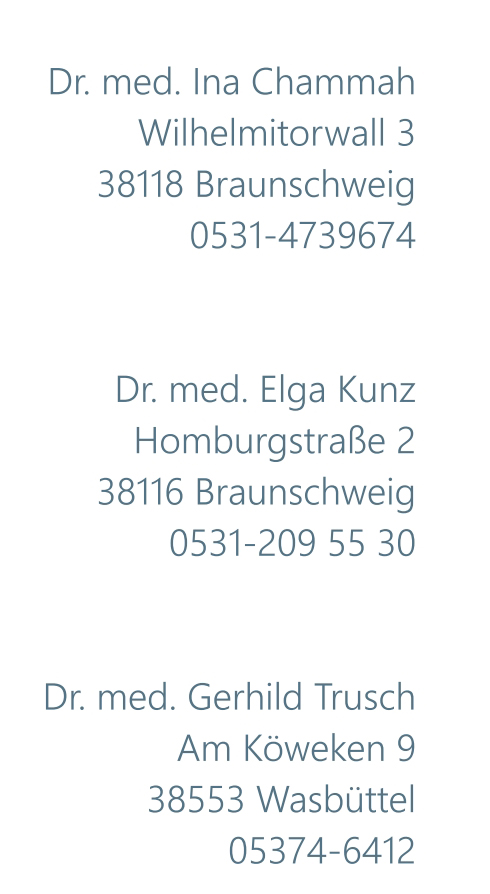 Dr. med. Ina Chammah
Wilhelmitorwall 3
38118 Braunschweig
0531-4739674
Dr. med. Elga Kunz
Homburgstraße 2
38116 Braunschweig
0531-209 55 30
Dr. med. Gerhild Trusch
Am Köweken 9
38553 Wasbüttel
05374-6412